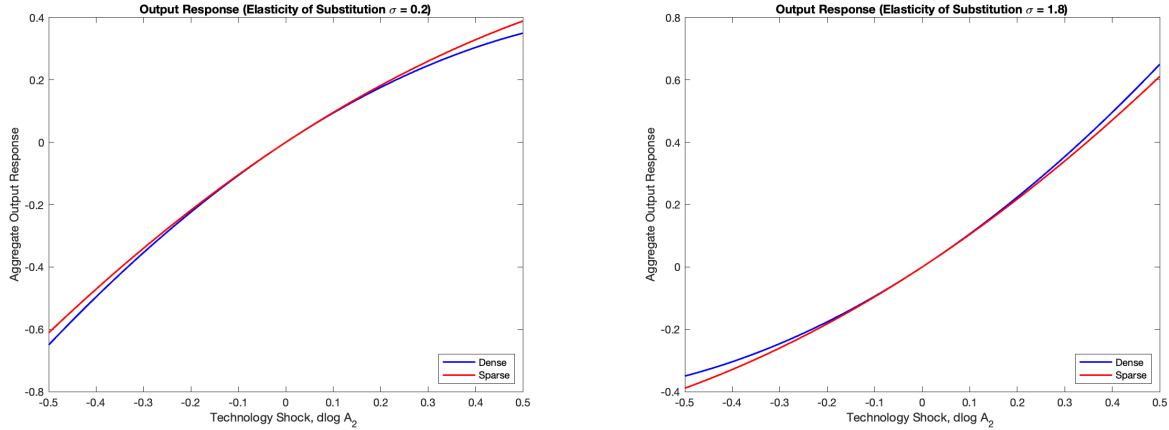 Output Response (Elasticity of Substitution σ = 0.2)
Aggregate Output Response
0.4
0.2
0
-0.2
-0.4
-0.6
-0.8
-0.5 -0.4 -0.3 -0.2 -0.1 0 0.1 0.2 0.3 0.4 0.5
Technology Shock, dlog A2
Dense
Sparse
Output Response (Elasticity of Substitution σ = 1.8)
Aggregate Output Response
0.8
0.6
0.4
0.2
0
-0.2
-0.4
-0.5 -0.4 -0.3 -0.2 -0.1 0 0.1 0.2 0.3 0.4 0.5
Technology Shock, dlog A2
Dense
Sparse